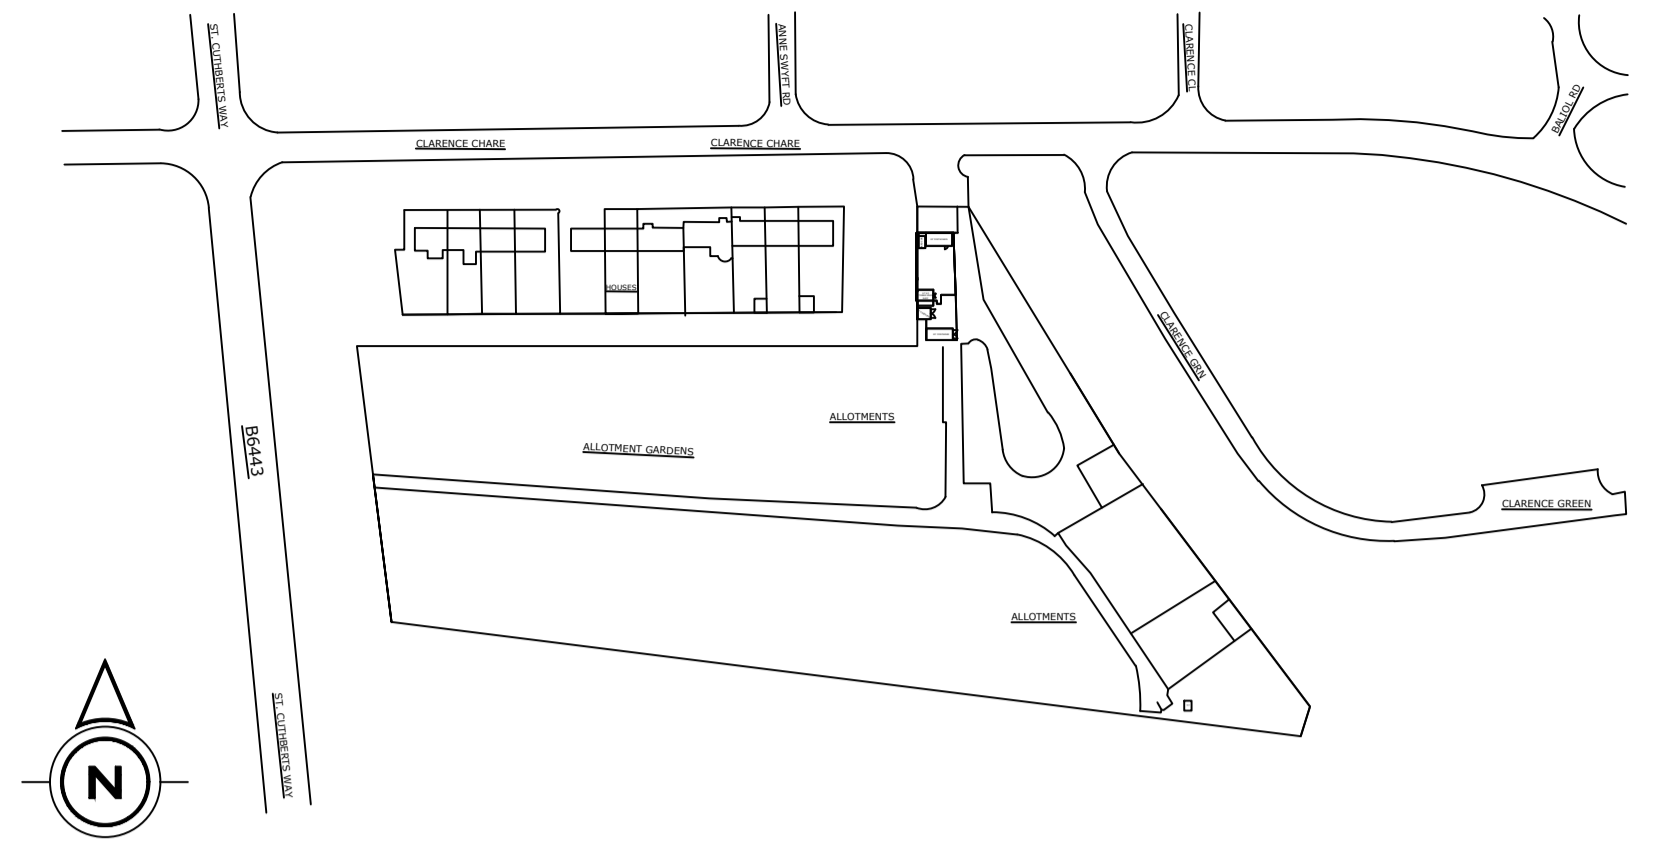 ST. CUTHBERTS WAY
ANNE SWYFT RD
CLARENCE CL
BALIOL RD
CLARENCE CHARE
CLARENCE CHARE
HOUSES
CLARENCE GRN
ALLOTMENTS
ALLOTMENT GARDENS
B6443
CLARENCE GREEN
ALLOTMENTS
ST. CUTHBERTS WAY
N